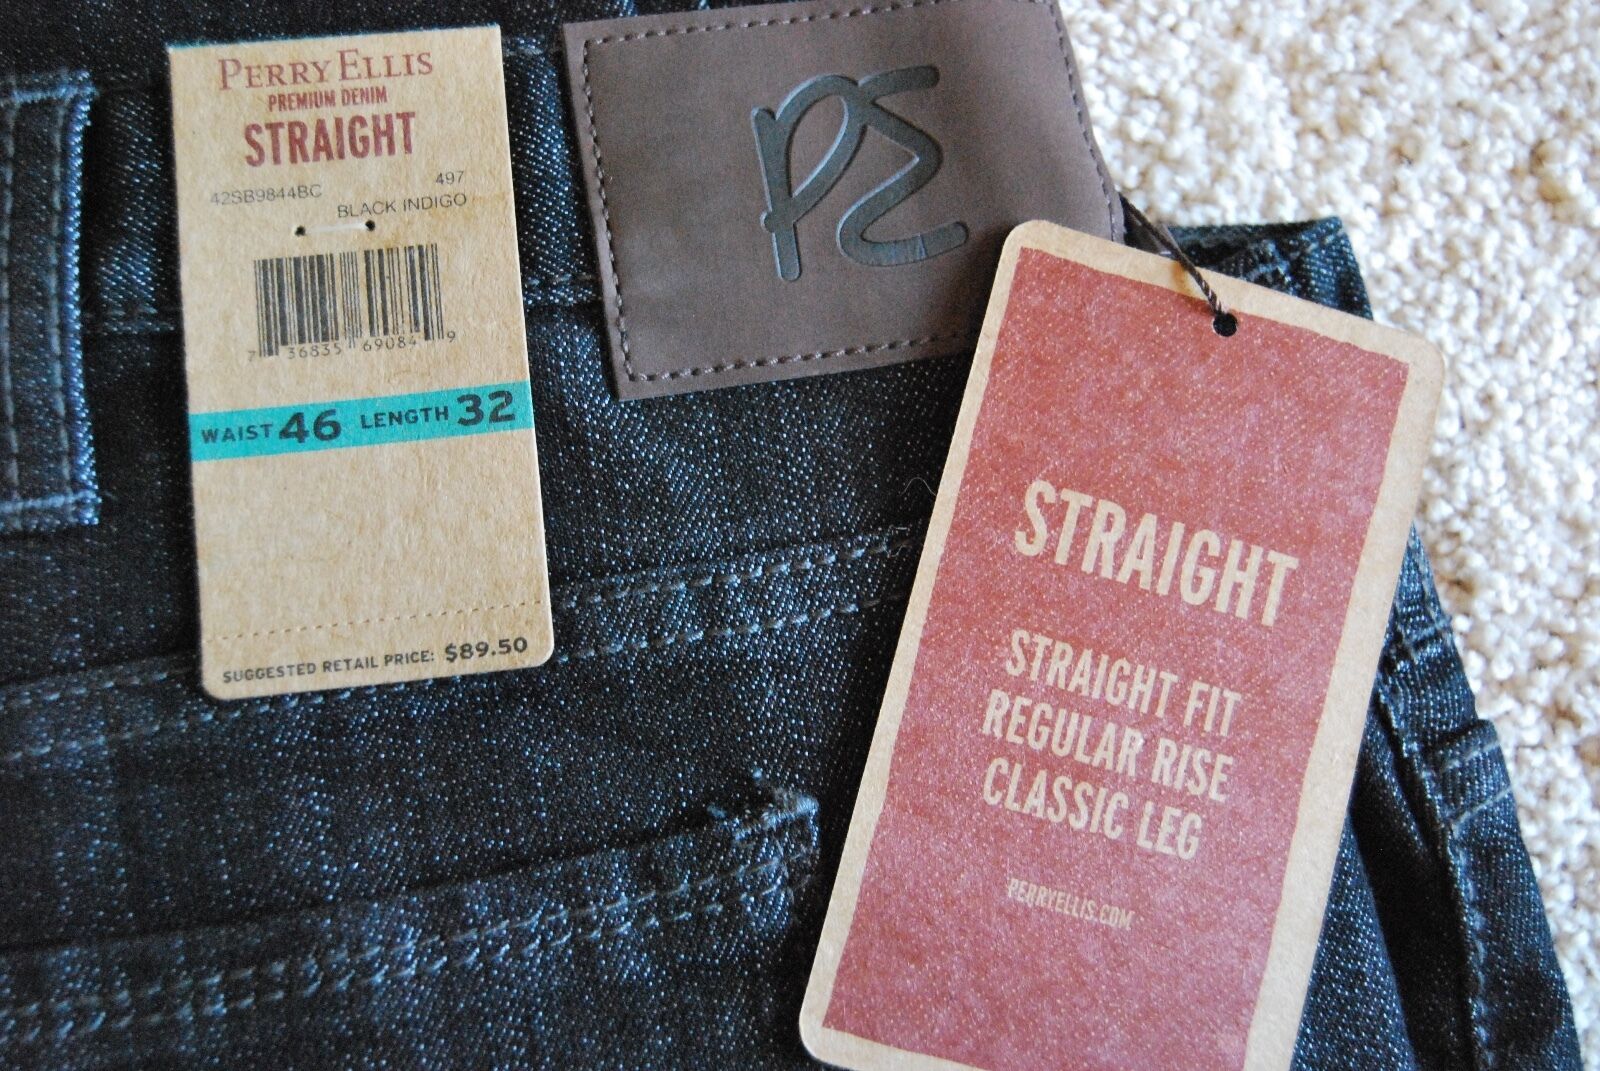 PERRY ELLIS
PREMIUM DENIM
STRAIGHT
42SB9844BC 497
BLACK INDIGO
7 36835 69084 9
WAIST 46 LENGTH 32
SUGGESTED RETAIL PRICE: $89.50
PE
STRAIGHT
STRAIGHT FIT
REGULAR RISE
CLASSIC LEG
PERRYELLIS.COM